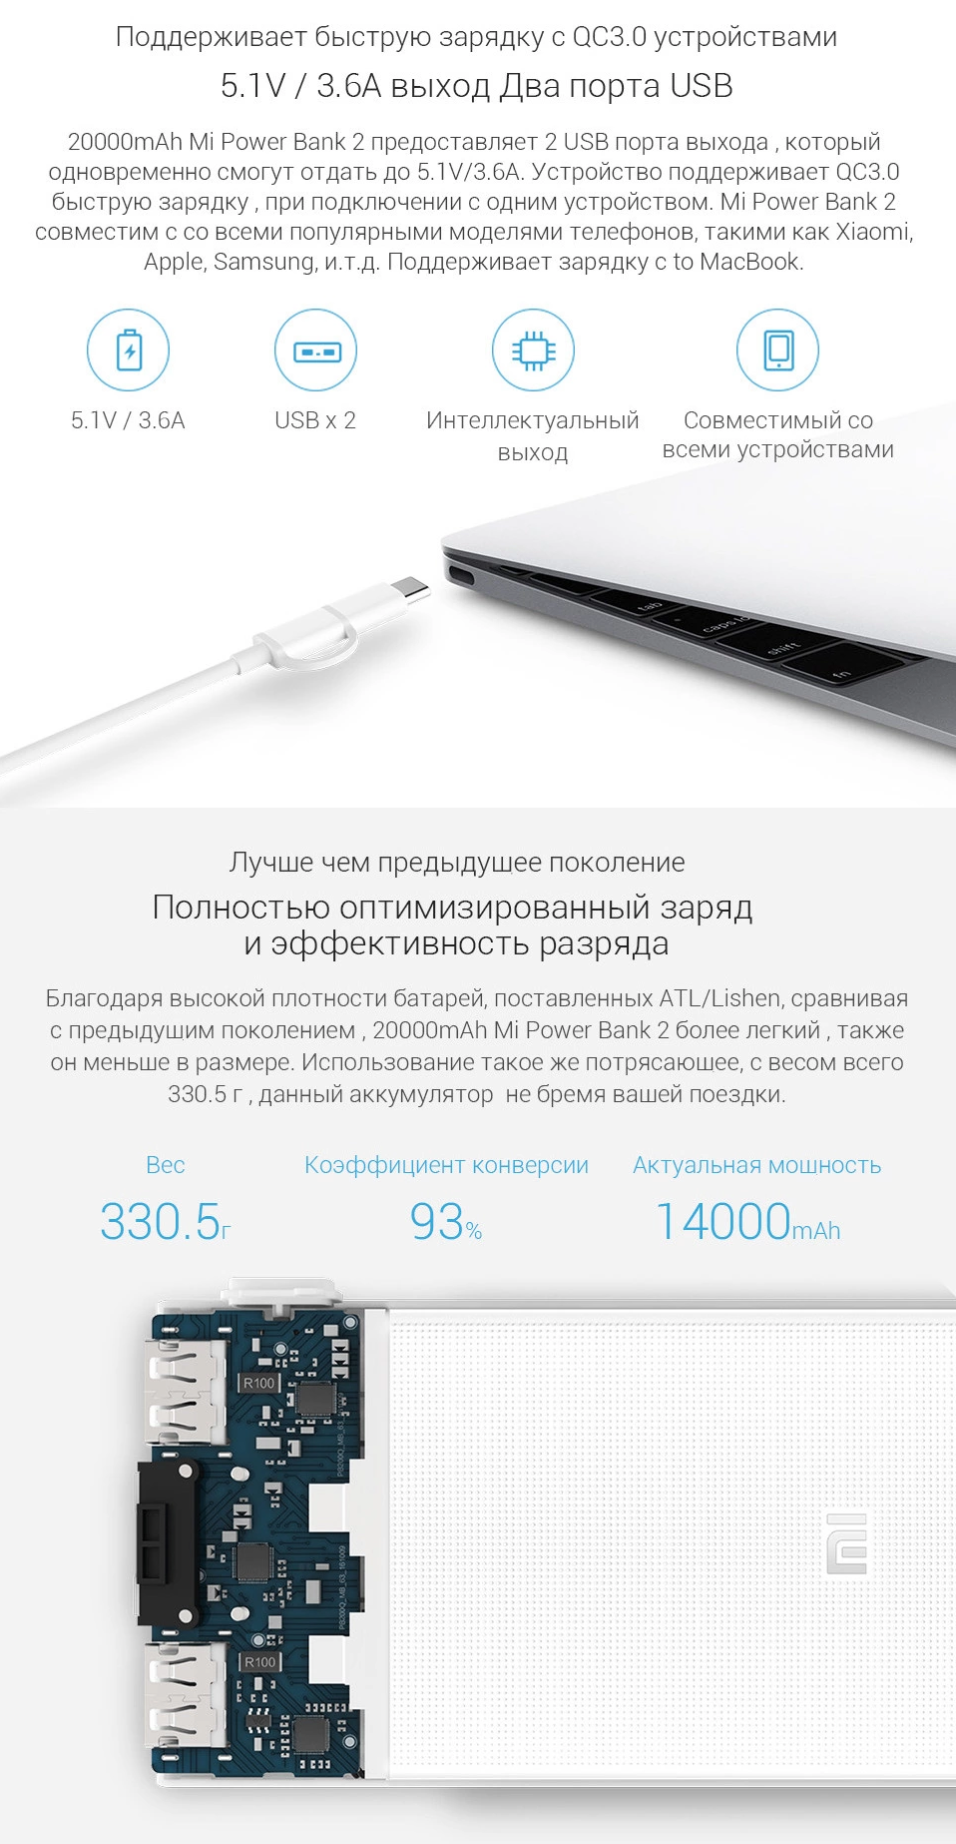 Поддерживает быструю зарядку с QC3.0 устройствами
5.1V / 3.6A выход Два порта USB
20000mAh Mi Power Bank 2 предоставляет 2 USB порта выхода , который
одновременно смогут отдать до 5.1V/3.6A. Устройство поддерживает QC3.0
быструю зарядку , при подключении с одним устройством. Mi Power Bank 2
совместим с со всеми популярными моделями телефонов, такими как Xiaomi,
Apple, Samsung, и.т.д. Поддерживает зарядку с to MacBook.
5.1V / 3.6A
USB x 2
Интеллектуальный
выход
Совместимый со
всеми устройствами
tab
caps lo
shift
fn
Лучше чем предыдущее поколение
Полностью оптимизированный заряд
и эффективность разряда
Благодаря высокой плотности батарей, поставленных ATL/Lishen, сравнивая
с предыдушим поколением , 20000mAh Mi Power Bank 2 более легкий , также
он меньше в размере. Использование такое же потрясающее, с весом всего
330.5 г , данный аккумулятор не бремя вашей поездки.
Вес
330.5г
Коэффициент конверсии
93%
Актуальная мошность
14000mAh
R100
PB200Q_MB_63_161009
PB200Q_MB_63_161009
R100
MI